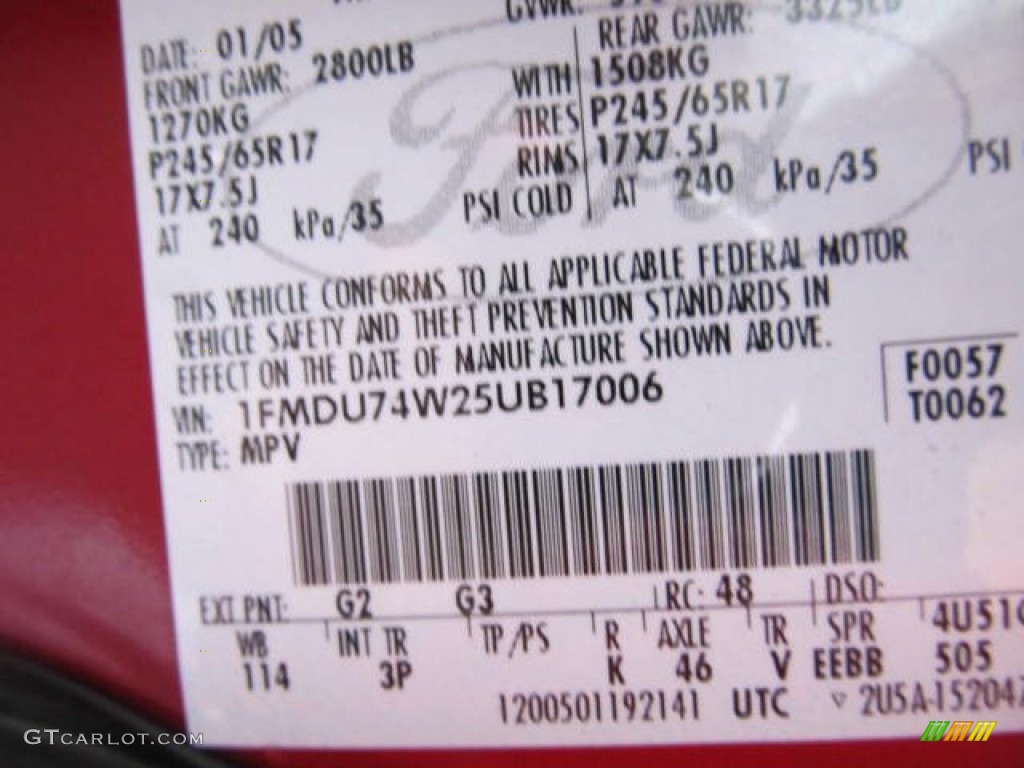 GVWR:
DATE: 01/05 REAR GAWR:
FRONT GAWR: 2800LB WITH 1508KG
1270KG TIRES P245/65R17
P245/65R17 RIMS 17X7.5J
17X7.5J PSI COLD AT 240 kPa/35 PSI
AT 240 kPa/35
Ford
THIS VEHICLE CONFORMS TO ALL APPLICABLE FEDERAL MOTOR
VEHICLE SAFETY AND THEFT PREVENTION STANDARDS IN
EFFECT ON THE DATE OF MANUFACTURE SHOWN ABOVE.
VIN: 1FMDU74W25UB17006
TYPE: MPV
F0057
T0062
EXT PNT: G2 G3 RC: 48 DSO:
WB INT TR TP/PS R AXLE TR SPR 4U51
114 3P K 46 V EEBB 505
1200501192141 UTC ▽ 2U5A-15204
GTCARLOT.COM